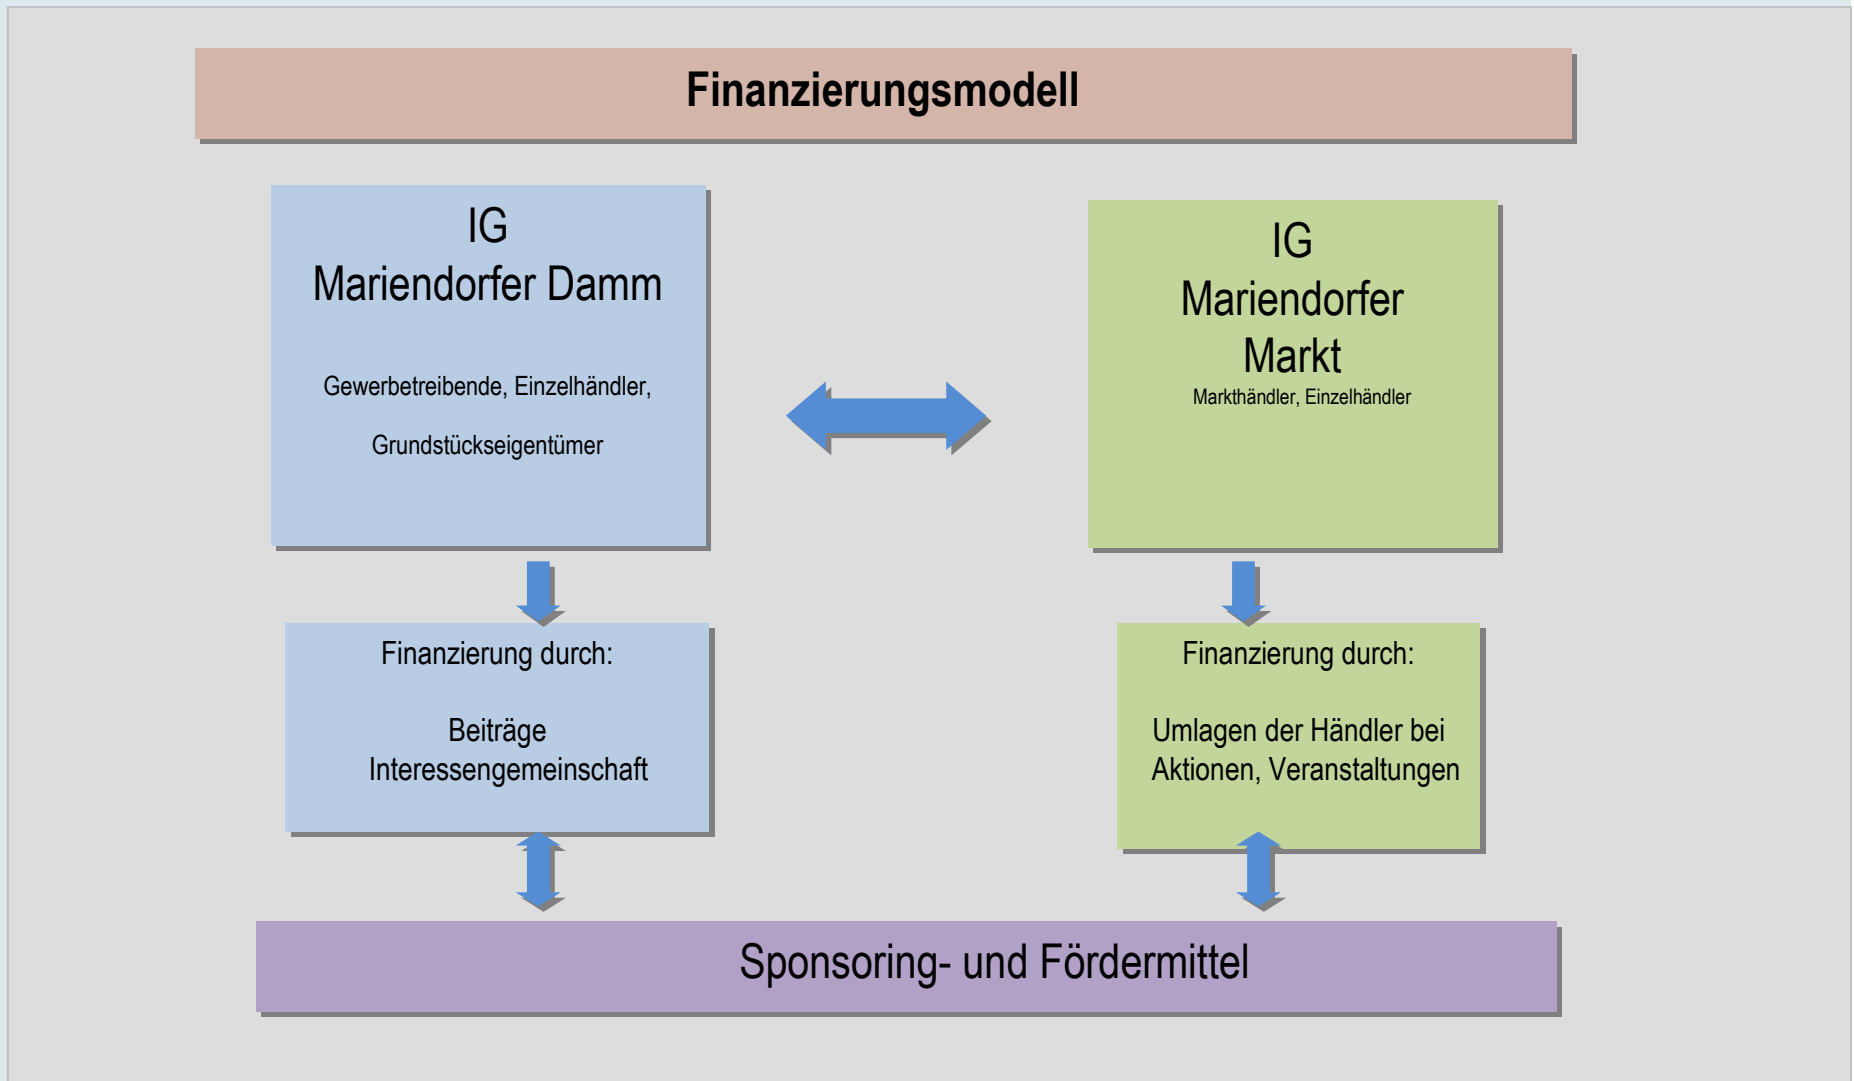 Finanzierungsmodell
IG
Mariendorfer Damm
Gewerbetreibende, Einzelhändler,
Grundstückseigentümer
IG
Mariendorfer
Markt
Markthändler, Einzelhändler
Finanzierung durch:
Beiträge
Interessengemeinschaft
Finanzierung durch:
Umlagen der Händler bei
Aktionen, Veranstaltungen
Sponsoring- und Fördermittel